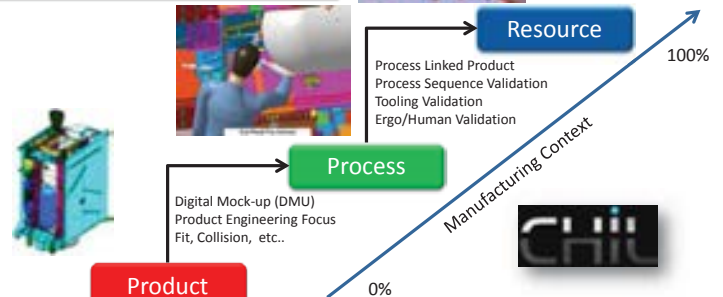 Resource
100%
Process Linked Product
Process Sequence Validation
Tooling Validation
Ergo/Human Validation
Manufacturing Context
Process
Digital Mock-up (DMU)
Product Engineering Focus
Fit, Collision,  etc..
CHIL
Product
0%